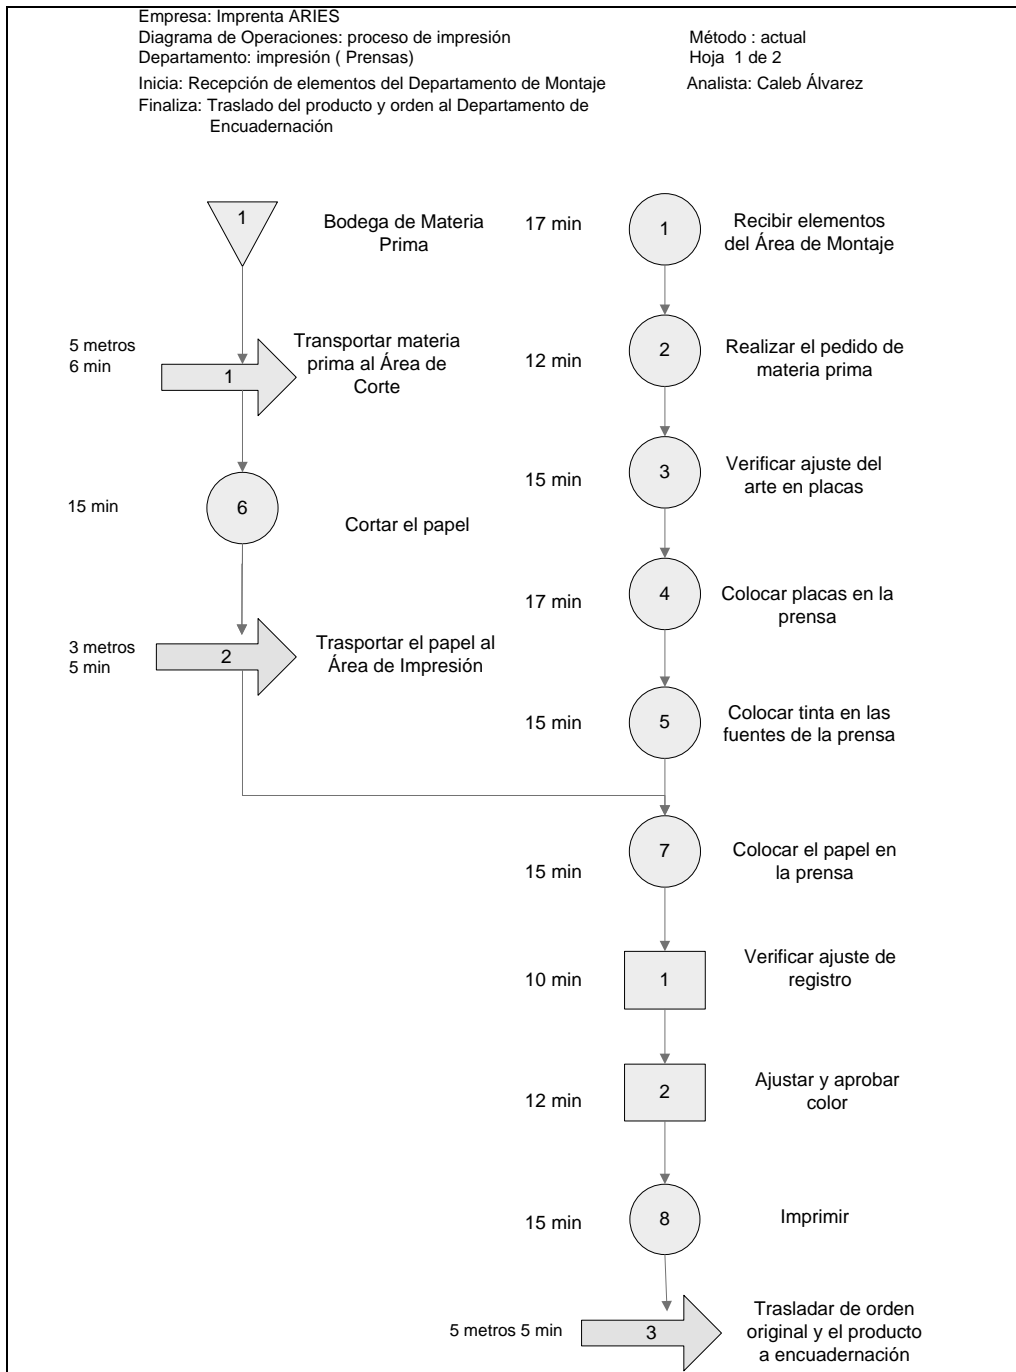 Empresa: Imprenta ARIES
Diagrama de Operaciones: proceso de impresión
Método : actual
Departamento: impresión ( Prensas)
Hoja 1 de 2
Inicia: Recepción de elementos del Departamento de Montaje
Analista: Caleb Álvarez
Finaliza: Traslado del producto y orden al Departamento de
Encuadernación
1
Bodega de Materia
Prima
17 min
1
Recibir elementos
del Área de Montaje
5 metros
6 min
1
Transportar materia
prima al Área de
Corte
12 min
2
Realizar el pedido de
materia prima
15 min
6
Cortar el papel
15 min
3
Verificar ajuste del
arte en placas
3 metros
5 min
2
Trasportar el papel al
Área de Impresión
17 min
4
Colocar placas en la
prensa
15 min
5
Colocar tinta en las
fuentes de la prensa
15 min
7
Colocar el papel en
la prensa
10 min
1
Verificar ajuste de
registro
12 min
2
Ajustar y aprobar
color
15 min
8
Imprimir
5 metros 5 min
3
Trasladar de orden
original y el producto
a encuadernación